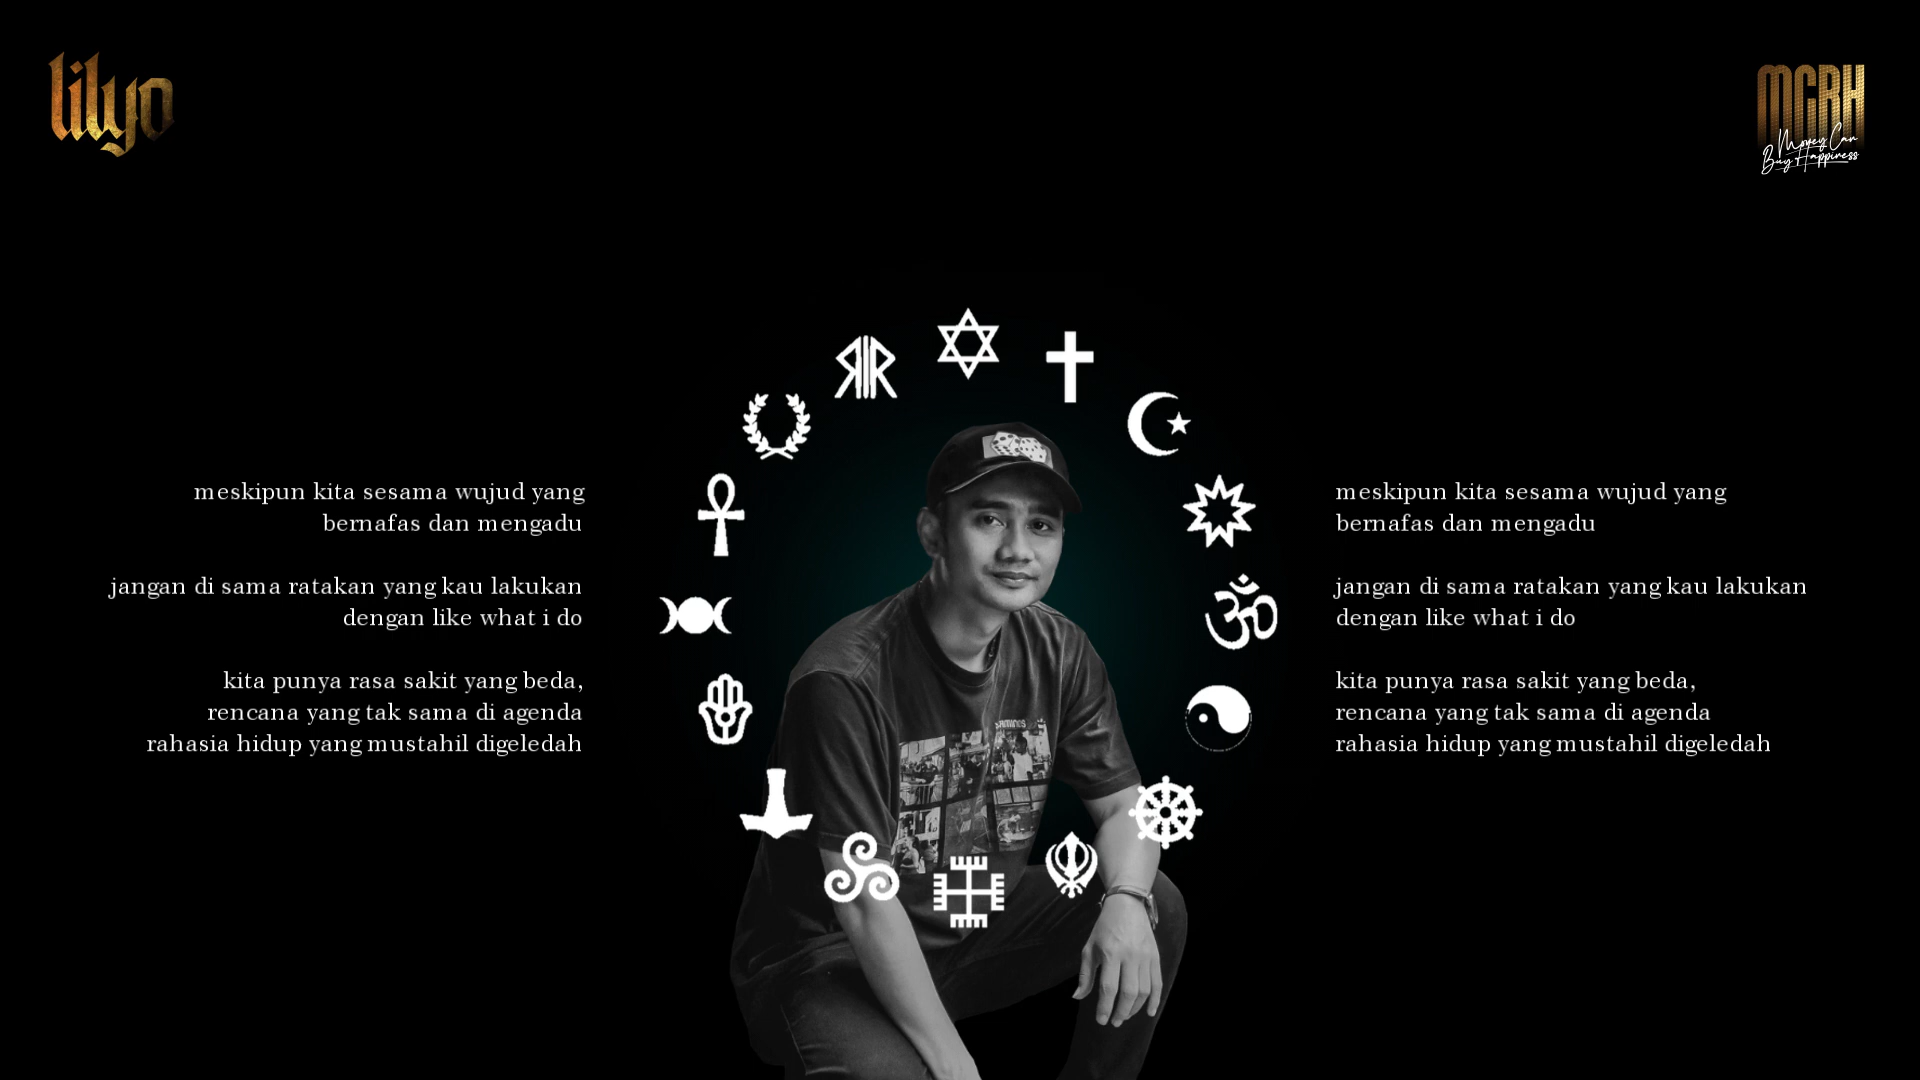 lilyo
MCBH
Money Can
Buy Happiness
meskipun kita sesama wujud yang
bernafas dan mengadu
jangan di sama ratakan yang kau lakukan
dengan like what i do
kita punya rasa sakit yang beda,
rencana yang tak sama di agenda
rahasia hidup yang mustahil digeledah
meskipun kita sesama wujud yang
bernafas dan mengadu
jangan di sama ratakan yang kau lakukan
dengan like what i do
kita punya rasa sakit yang beda,
rencana yang tak sama di agenda
rahasia hidup yang mustahil digeledah